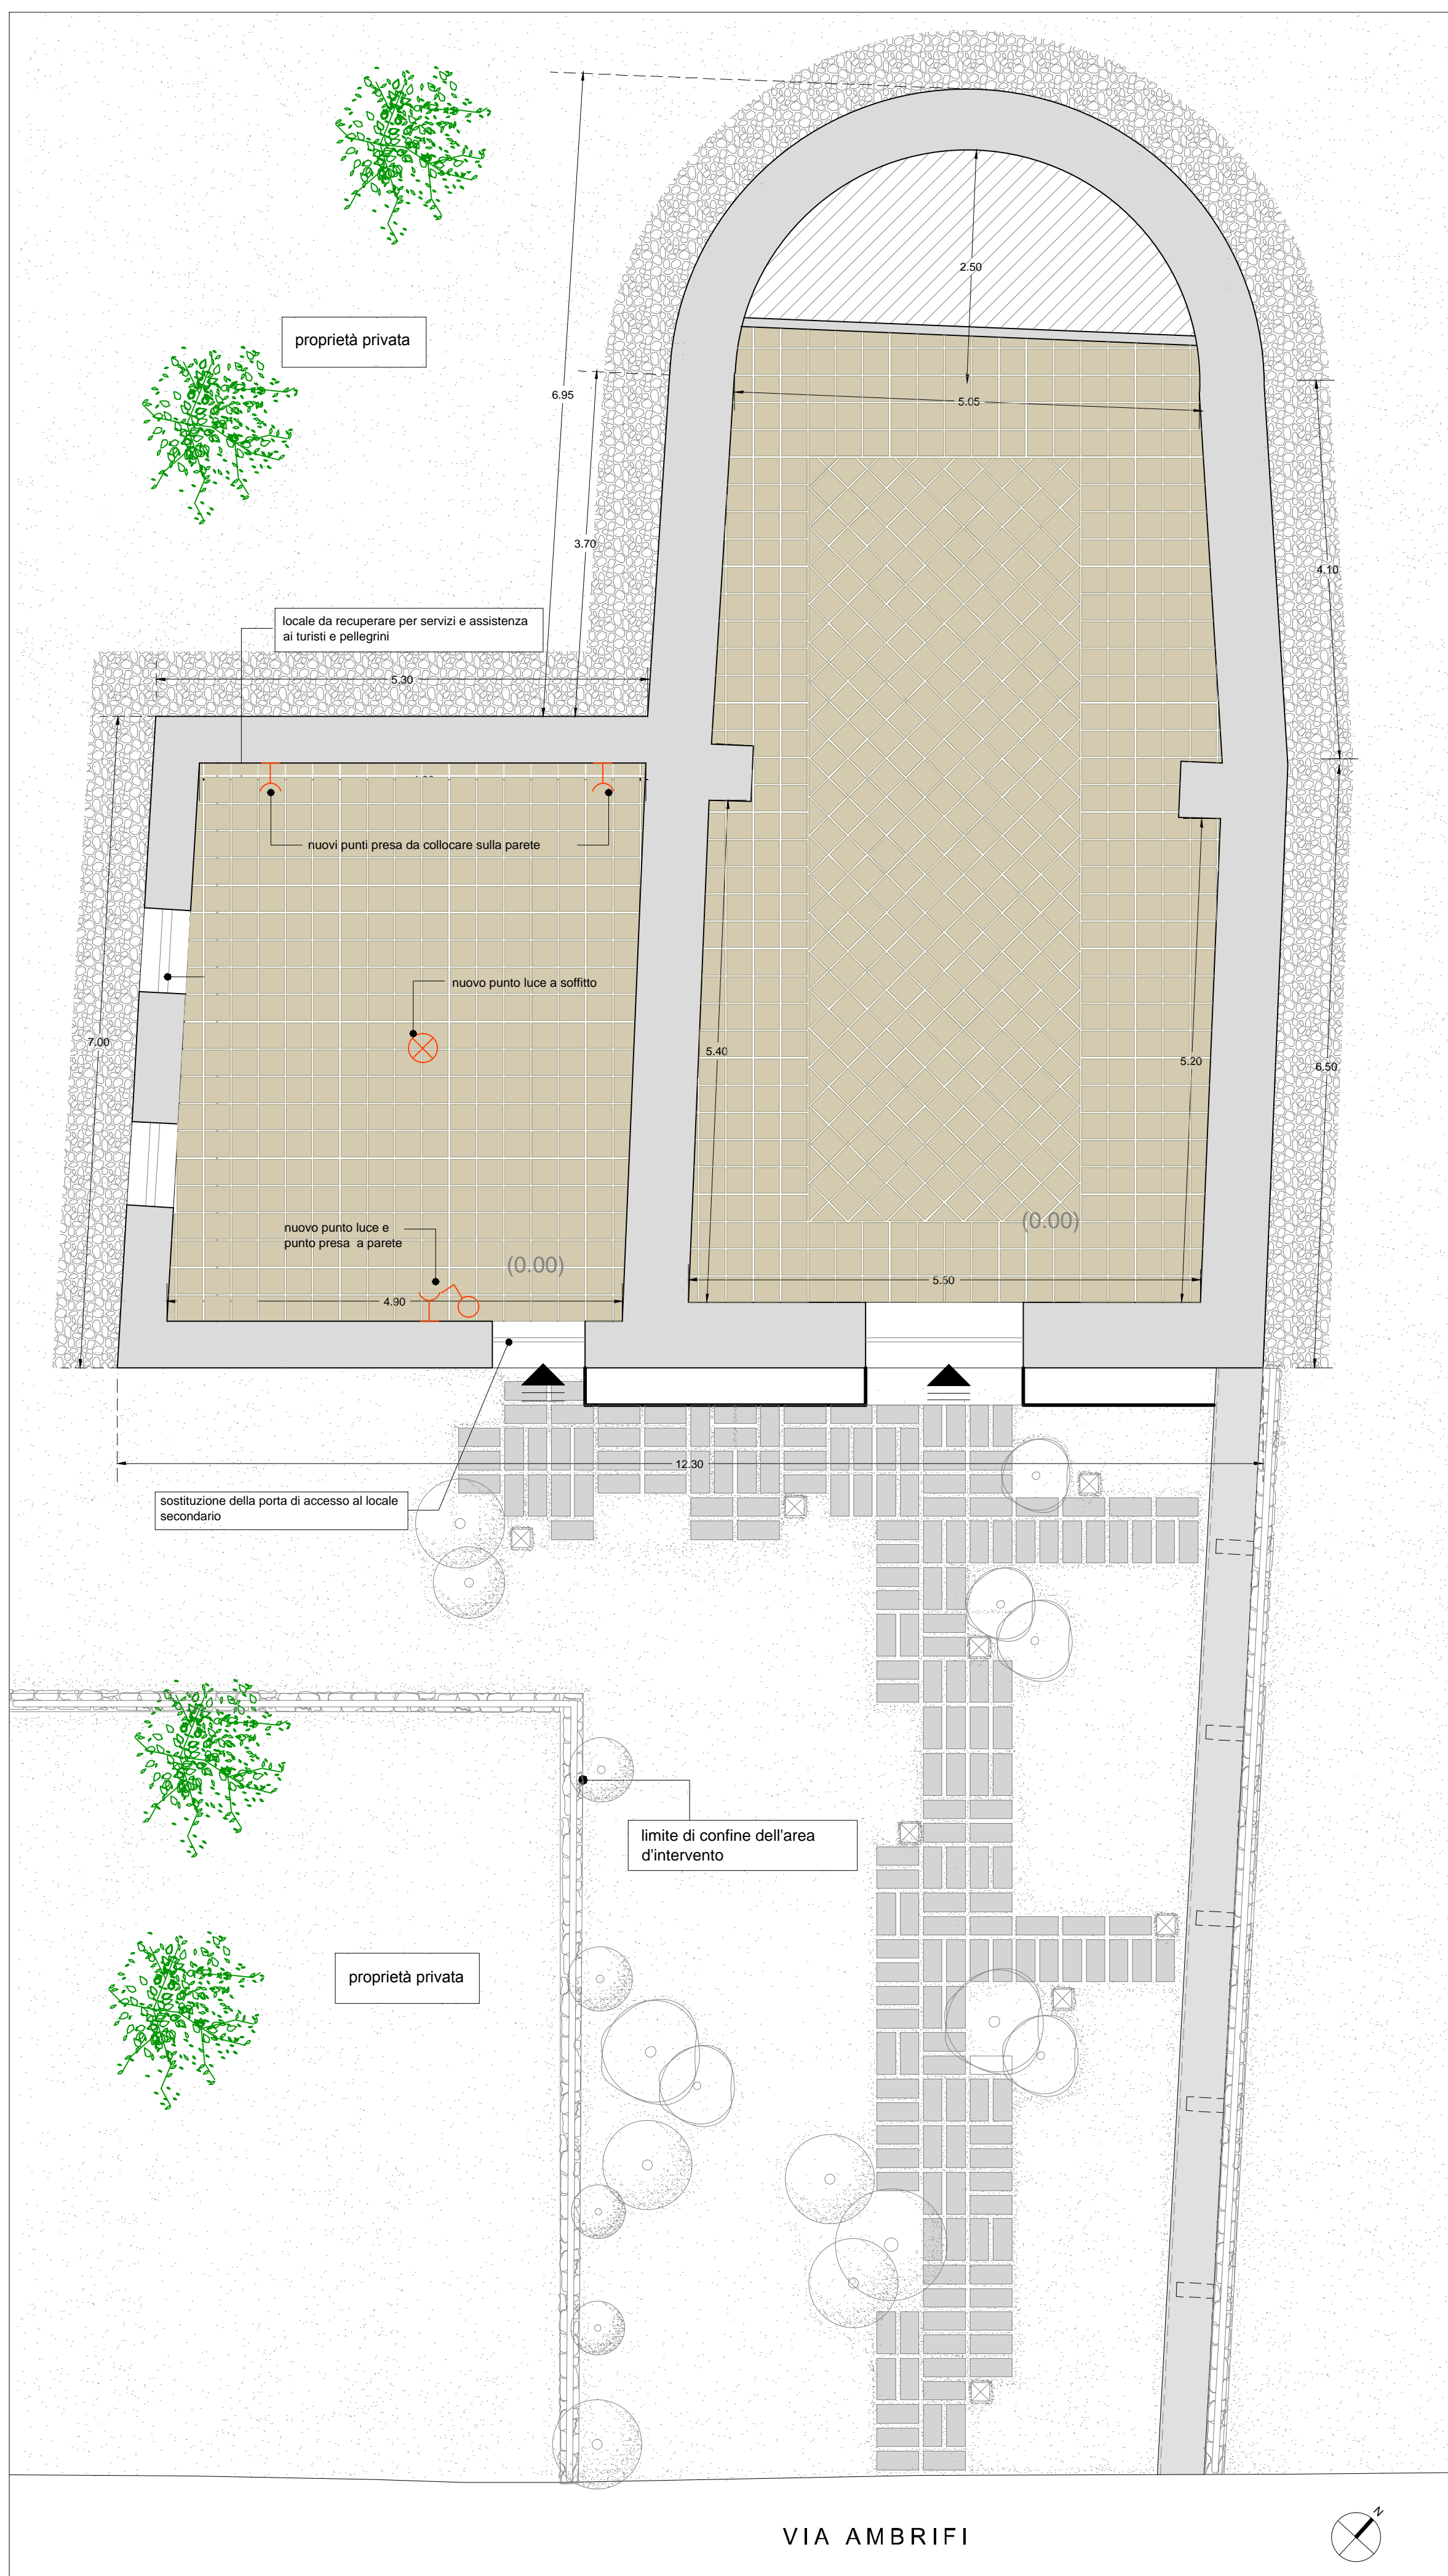 2.50
proprietà privata
6.95
5.05
3.70
4.10
locale da recuperare per servizi e assistenza
ai turisti e pellegrini
5.30
nuovi punti presa da collocare sulla parete
nuovo punto luce a soffitto
7.00
5.40
5.20
6.50
nuovo punto luce e
punto presa a parete
(0.00)
(0.00)
4.90
12.30
sostituzione della porta di accesso al locale
secondario
limite di confine dell'area
d'intervento
proprietà privata
VIA AMBRIFI
N